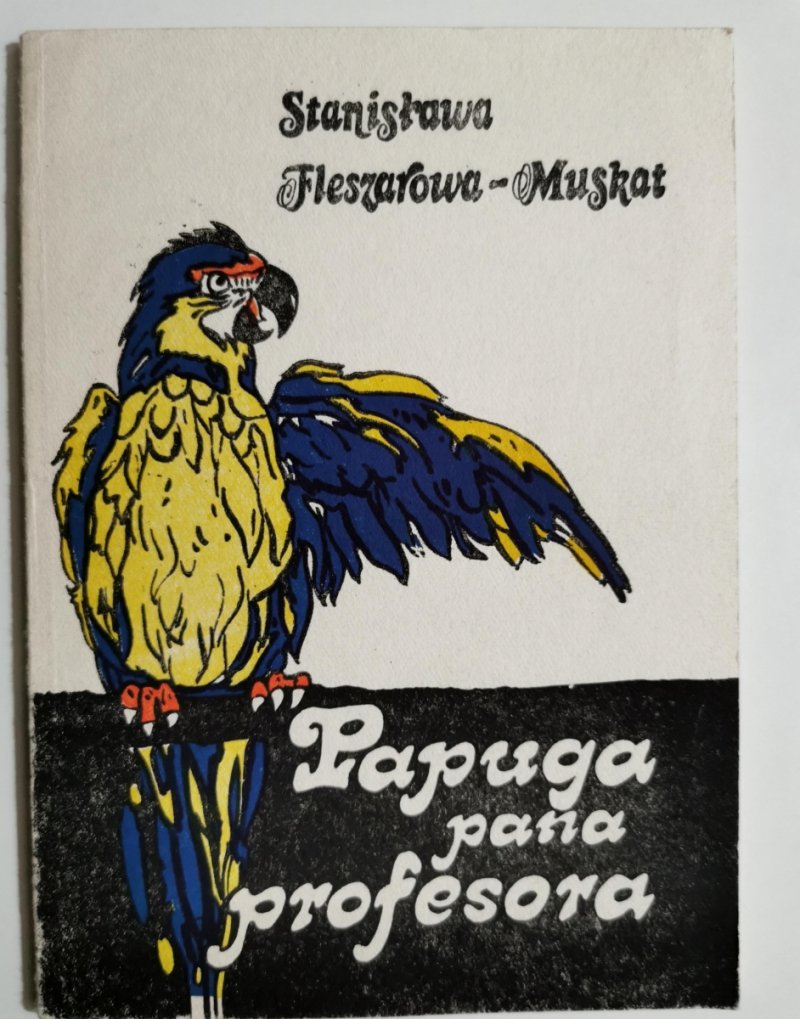 Stanisława
Fleszarowa-Muskat
Papuga
pana
profesora